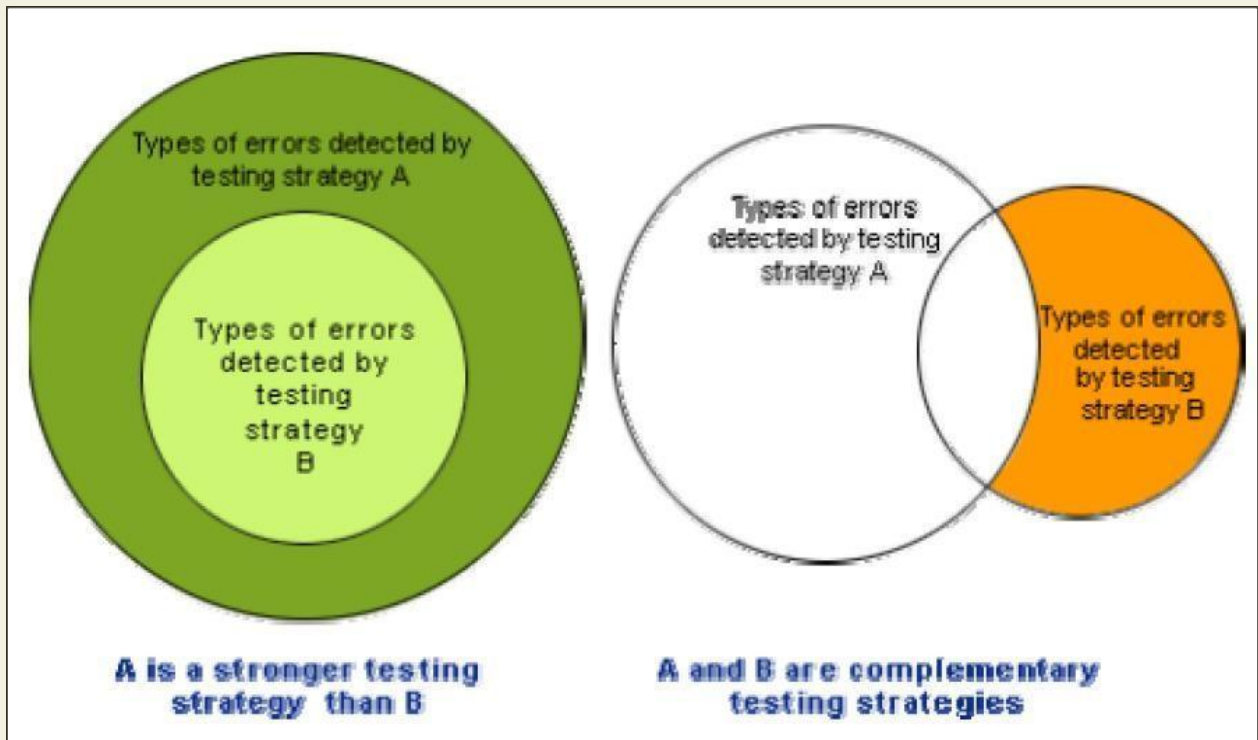 Types of errors detected by
testing strategy A
Types of errors
detected by
testing
strategy
B
A is a stronger testing
strategy than B
Types of errors
detected by testing
strategy A
Types of errors
detected
by testing
strategy B
A and B are complementary
testing strategies